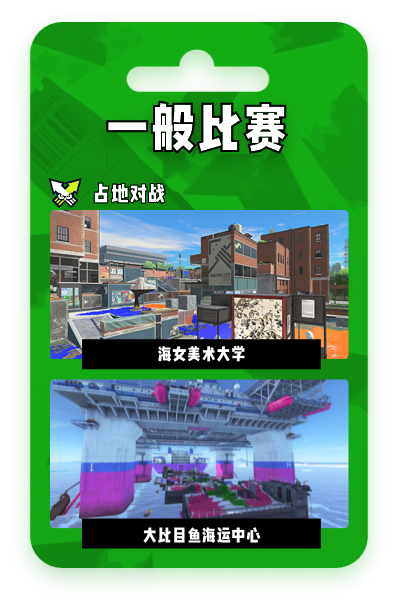 一般比赛
占地对战
海女美术大学
大比目鱼海运中心